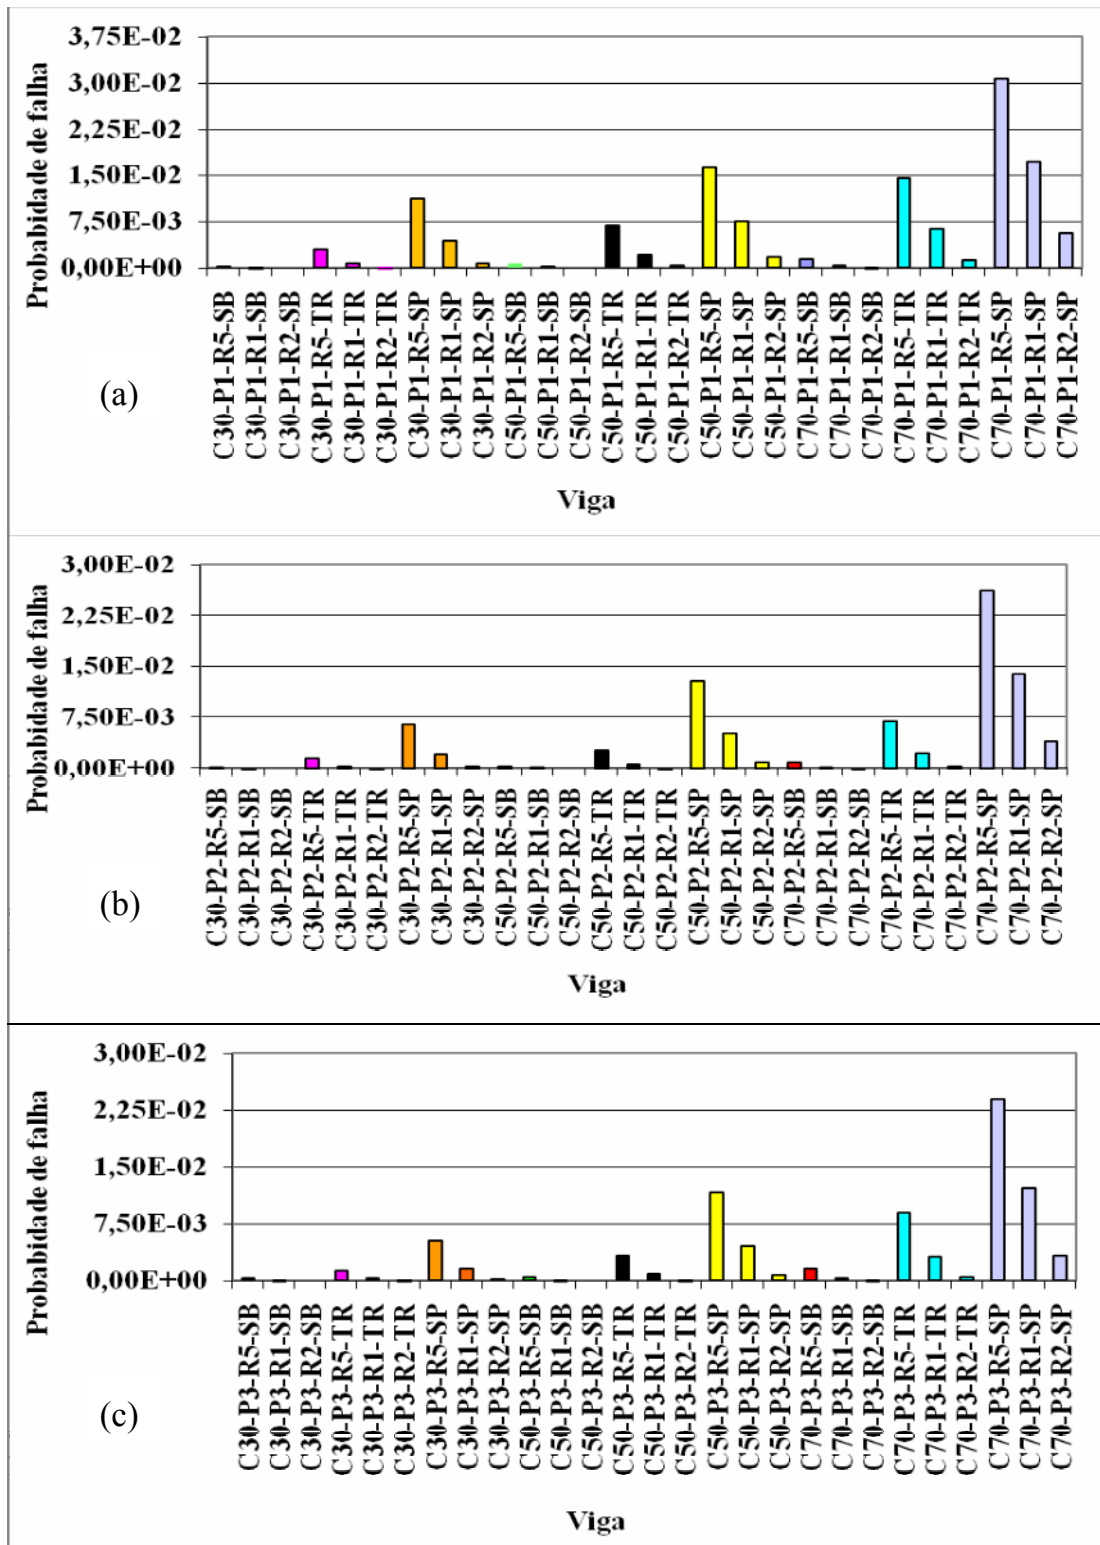 Probabidade de falha
3,75E-02
3,00E-02
2,25E-02
1,50E-02
7,50E-03
0,00E+00
C30-P1-R5-SB
C30-P1-R1-SB
C30-P1-R2-SB
C30-P1-R5-TR
C30-P1-R1-TR
C30-P1-R2-TR
C30-P1-R5-SP
C30-P1-R1-SP
C30-P1-R2-SP
C50-P1-R5-SB
C50-P1-R1-SB
C50-P1-R2-SB
C50-P1-R5-TR
C50-P1-R1-TR
C50-P1-R2-TR
C50-P1-R5-SP
C50-P1-R1-SP
C50-P1-R2-SP
C70-P1-R5-SB
C70-P1-R1-SB
C70-P1-R2-SB
C70-P1-R5-TR
C70-P1-R1-TR
C70-P1-R2-TR
C70-P1-R5-SP
C70-P1-R1-SP
C70-P1-R2-SP
(a)
Viga
Probabidade de falha
3,00E-02
2,25E-02
1,50E-02
7,50E-03
0,00E+00
C30-P2-R5-SB
C30-P2-R1-SB
C30-P2-R2-SB
C30-P2-R5-TR
C30-P2-R1-TR
C30-P2-R2-TR
C30-P2-R5-SP
C30-P2-R1-SP
C30-P2-R2-SP
C50-P2-R5-SB
C50-P2-R1-SB
C50-P2-R2-SB
C50-P2-R5-TR
C50-P2-R1-TR
C50-P2-R2-TR
C50-P2-R5-SP
C50-P2-R1-SP
C50-P2-R2-SP
C70-P2-R5-SB
C70-P2-R1-SB
C70-P2-R2-SB
C70-P2-R5-TR
C70-P2-R1-TR
C70-P2-R2-TR
C70-P2-R5-SP
C70-P2-R1-SP
C70-P2-R2-SP
(b)
Viga
Probabidade de falha
3,00E-02
2,25E-02
1,50E-02
7,50E-03
0,00E+00
C30-P3-R5-SB
C30-P3-R1-SB
C30-P3-R2-SB
C30-P3-R5-TR
C30-P3-R1-TR
C30-P3-R2-TR
C30-P3-R5-SP
C30-P3-R1-SP
C30-P3-R2-SP
C50-P3-R5-SB
C50-P3-R1-SB
C50-P3-R2-SB
C50-P3-R5-TR
C50-P3-R1-TR
C50-P3-R2-TR
C50-P3-R5-SP
C50-P3-R1-SP
C50-P3-R2-SP
C70-P3-R5-SB
C70-P3-R1-SB
C70-P3-R2-SB
C70-P3-R5-TR
C70-P3-R1-TR
C70-P3-R2-TR
C70-P3-R5-SP
C70-P3-R1-SP
C70-P3-R2-SP
(c)
Viga